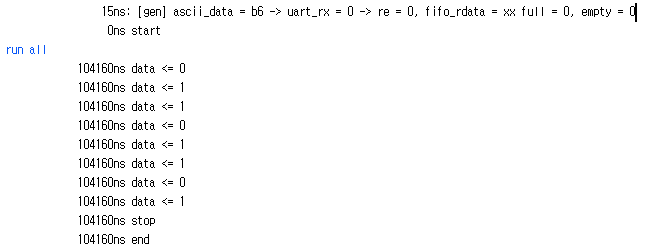 15ns: [gen] ascii_data = b6 -> uart_rx = 0 -> re = 0, fifo_rdata = xx full = 0, empty = 0
0ns start
run all
104160ns data <= 0
104160ns data <= 1
104160ns data <= 1
104160ns data <= 0
104160ns data <= 1
104160ns data <= 1
104160ns data <= 0
104160ns data <= 1
104160ns stop
104160ns end